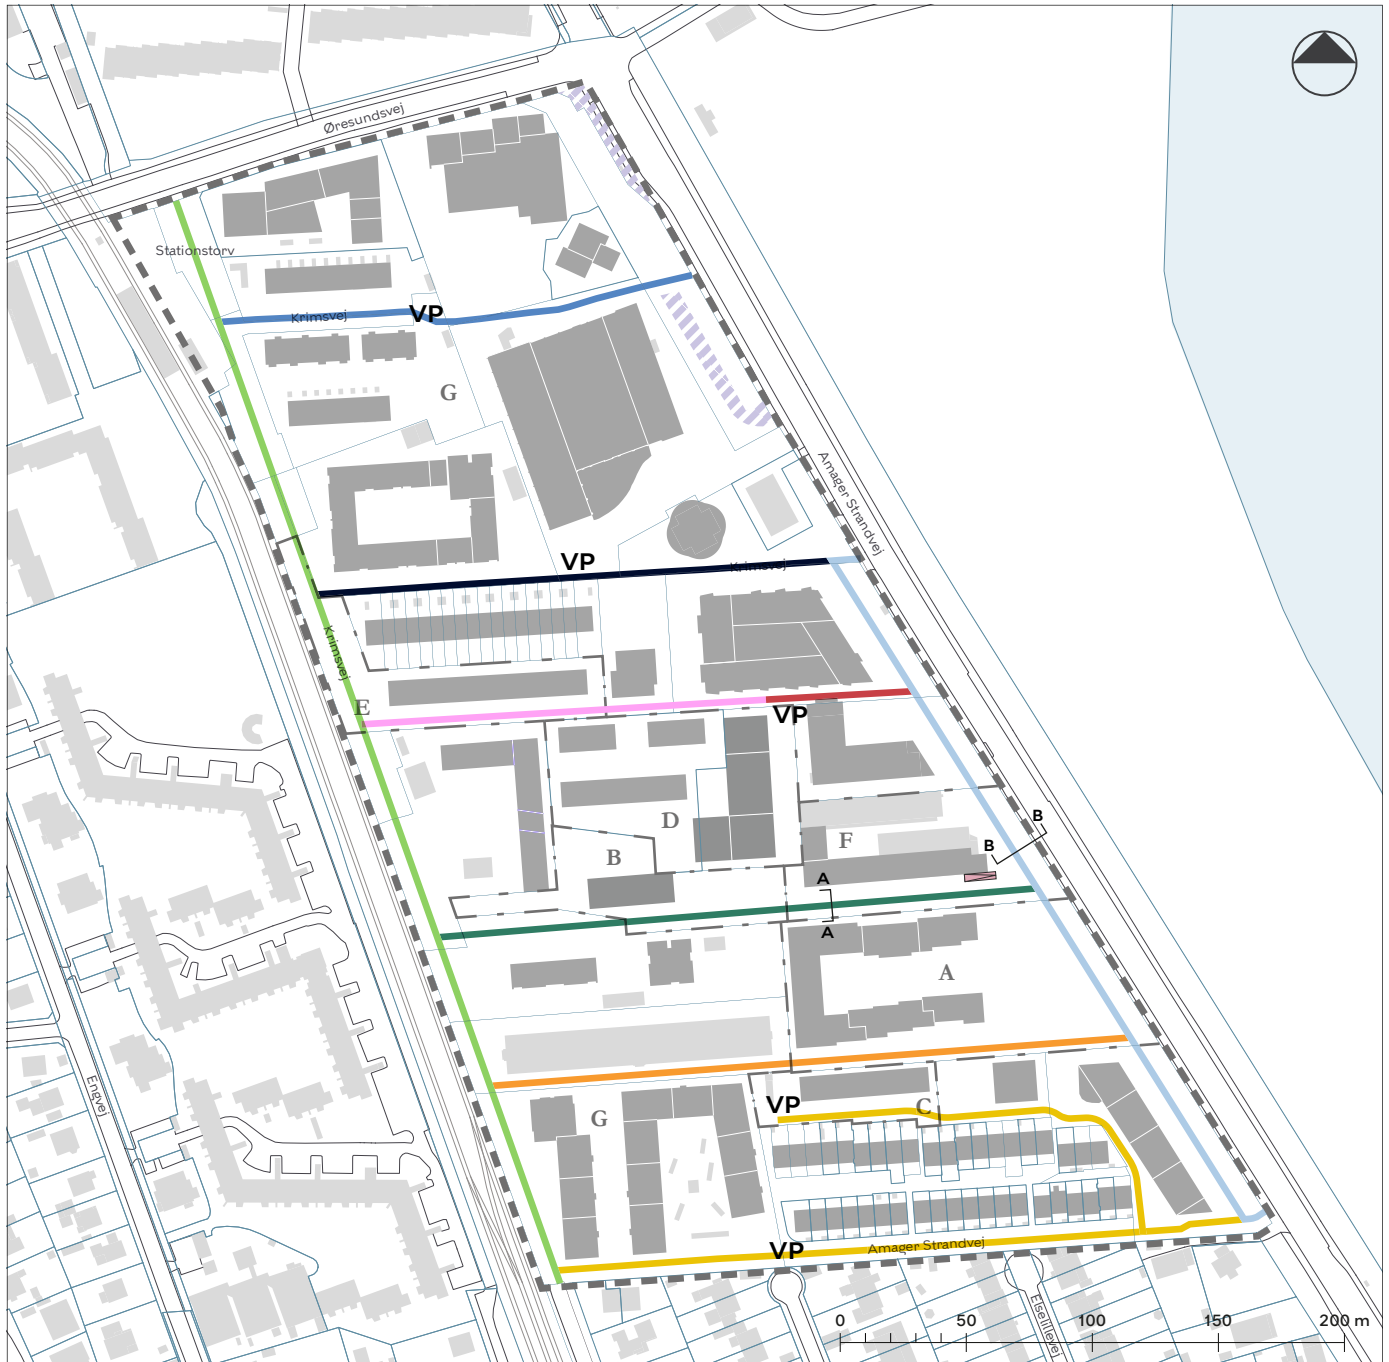 Øresundsvej
Stationstorv
Krimsvej
VP
G
Amager Strandvej
VP
Krimsvej
Krimsvej
E
VP
D
B
F
B
B
A
A
A
Engvej
G
VP
C
VP
Amager Strandvej
Elselillevej
0 50 100 150 200 m